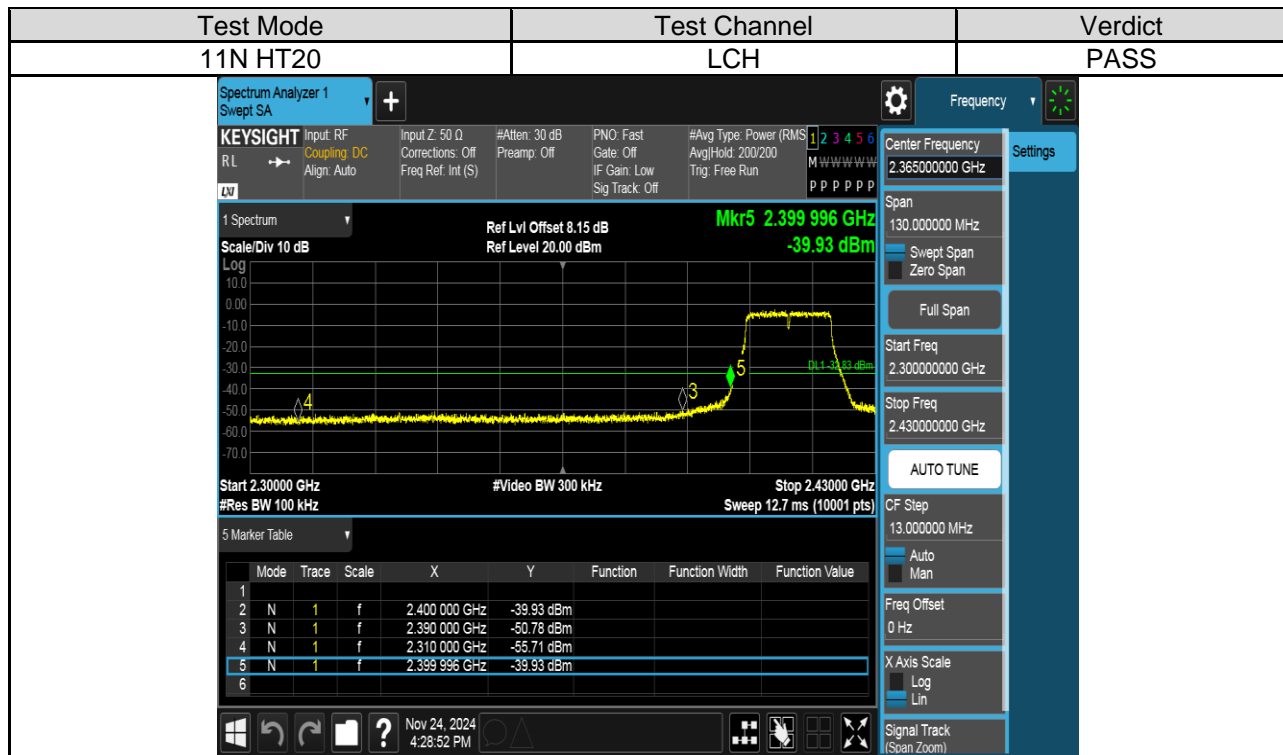 Test Mode Test Channel Verdict
11N HT20 LCH PASS
Spectrum Analyzer 1
Swept SA
+
Frequency
KEYSIGHT Input: RF Input Z: 50 Ω #Atten: 30 dB PNO: Fast #Avg Type: Power (RMS 1 2 3 4 5 6
RL Coupling: DC Corrections: Off Preamp: Off Gate: Off Avg|Hold: 200/200 M W W W W W
Align: Auto Freq Ref: Int (S) IF Gain: Low Trig: Free Run
LXI Sig Track: Off P P P P P P
Center Frequency
2.365000000 GHz
Settings
1 Spectrum
Ref Lvl Offset 8.15 dB Mkr5 2.399 996 GHz
Scale/Div 10 dB Ref Level 20.00 dBm -39.93 dBm
Log
10.0
0.00
-10.0
-20.0
-30.0
-40.0
-50.0
-60.0
-70.0
DL1 -32.83 dBm
5
3
4
Start 2.30000 GHz #Video BW 300 kHz Stop 2.43000 GHz
#Res BW 100 kHz Sweep 12.7 ms (10001 pts)
5 Marker Table
Mode Trace Scale X Y Function Function Width Function Value
1
2 N 1 f 2.400 000 GHz -39.93 dBm
3 N 1 f 2.390 000 GHz -50.78 dBm
4 N 1 f 2.310 000 GHz -55.71 dBm
5 N 1 f 2.399 996 GHz -39.93 dBm
6
Span
130.000000 MHz
Swept Span
Zero Span
Full Span
Start Freq
2.300000000 GHz
Stop Freq
2.430000000 GHz
AUTO TUNE
CF Step
13.000000 MHz
Auto
Man
Freq Offset
0 Hz
X Axis Scale
Log
Lin
Signal Track
(Span Zoom)
?
Nov 24, 2024
4:28:52 PM